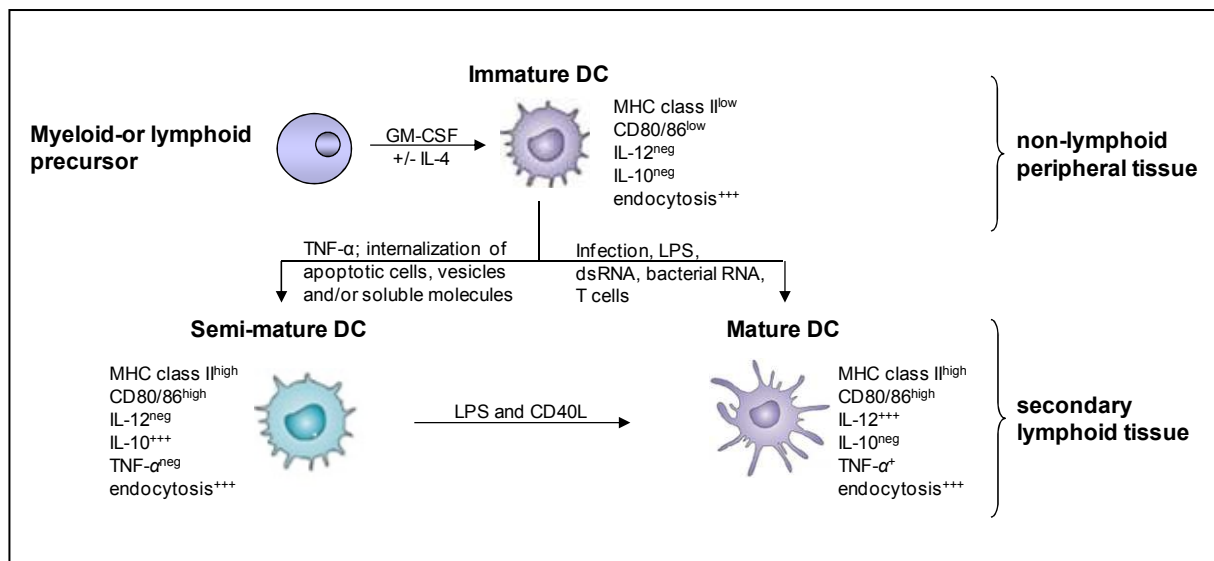 Immature DC
Myeloid-or lymphoid
precursor
GM-CSF
+/- IL-4
MHC class IIlow
CD80/86low
IL-12neg
IL-10neg
endocytosis+++
non-lymphoid
peripheral tissue
TNF-α; internalization of
apoptotic cells, vesicles
and/or soluble molecules
Infection, LPS,
dsRNA, bacterial RNA,
T cells
Semi-mature DC
MHC class IIhigh
CD80/86high
IL-12neg
IL-10+++
TNF-αneg
endocytosis+++
LPS and CD40L
Mature DC
MHC class IIhigh
CD80/86high
IL-12+++
IL-10neg
TNF-α+
endocytosis+++
secondary
lymphoid tissue